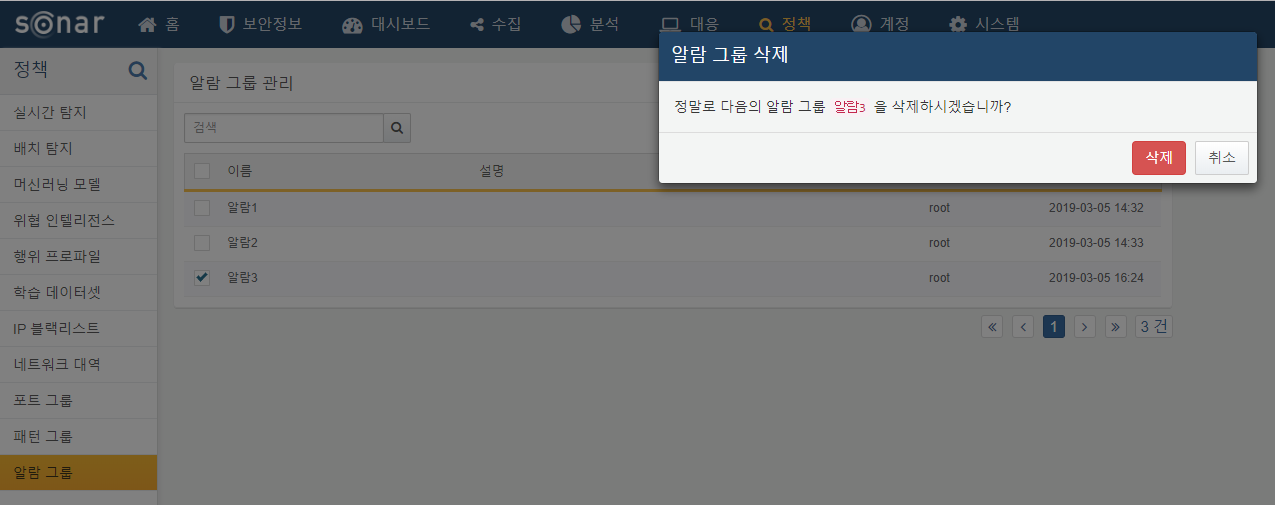 sonar 홈 보안정보 대시보드 수집 분석 대응 정책 계정 시스템
알람 그룹 삭제
정말로 다음의 알람 그룹 알람3 을 삭제하시겠습니까?
삭제 취소
정책
실시간 탐지
배치 탐지
머신러닝 모델
위협 인텔리전스
행위 프로파일
학습 데이터셋
IP 블랙리스트
네트워크 대역
포트 그룹
패턴 그룹
알람 그룹
알람 그룹 관리
검색
이름 설명
알람1 root 2019-03-05 14:32
알람2 root 2019-03-05 14:33
알람3 root 2019-03-05 16:24
« ‹ 1 › » 3 건